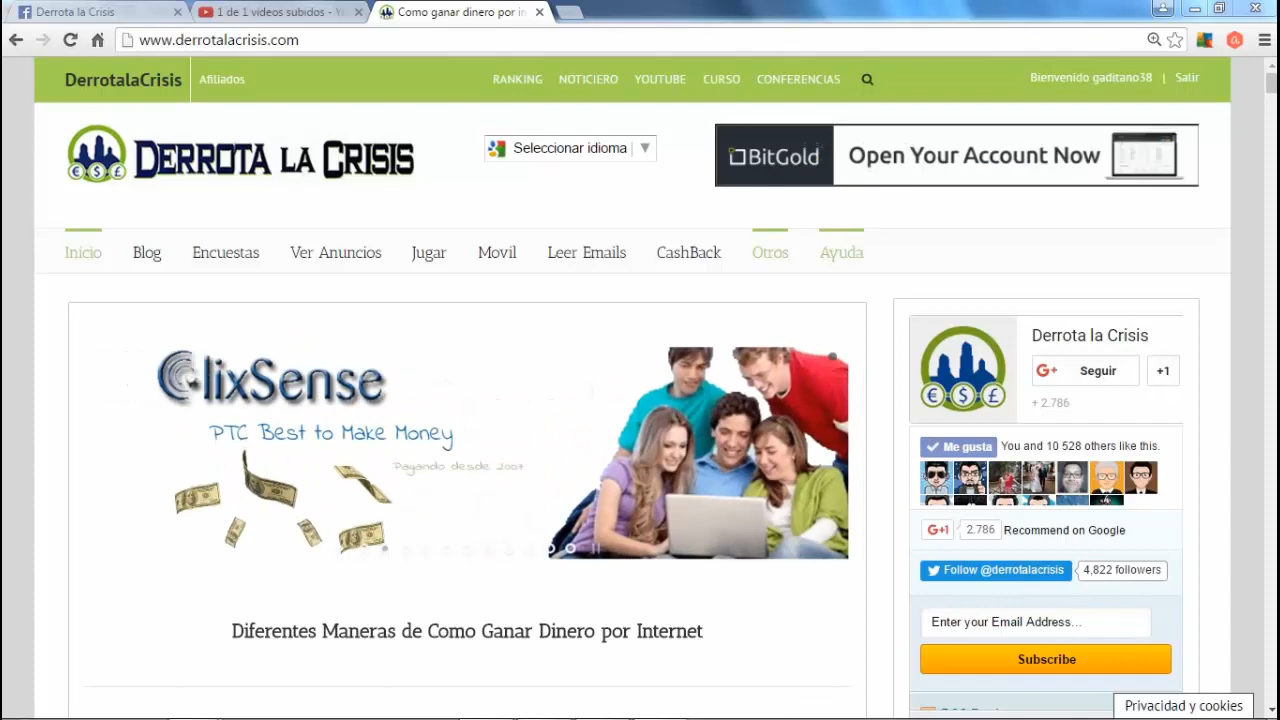 Derrota la Crisis
1 de 1 videos subidos - Y
Como ganar dinero por in
www.derrotalacrisis.com
DerrotalaCrisis
Afiliados
RANKING NOTICIERO YOUTUBE CURSO CONFERENCIAS
Bienvenido gaditano38 | Salir
DERROTA LA CRISIS
Seleccionar idioma
BitGold
Open Your Account Now
Inicio Blog Encuestas Ver Anuncios Jugar Movil Leer Emails CashBack Otros Ayuda
ClixSense
PTC Best to Make Money
Pagando desde 2007
Diferentes Maneras de Como Ganar Dinero por Internet
Derrota la Crisis
G+ Seguir +1
+ 2.786
Me gusta You and 10 528 others like this.
G+1 2.786 Recommend on Google
Follow @derrotalacrisis 4,822 followers
Enter your Email Address...
Subscribe
Privacidad y cookies